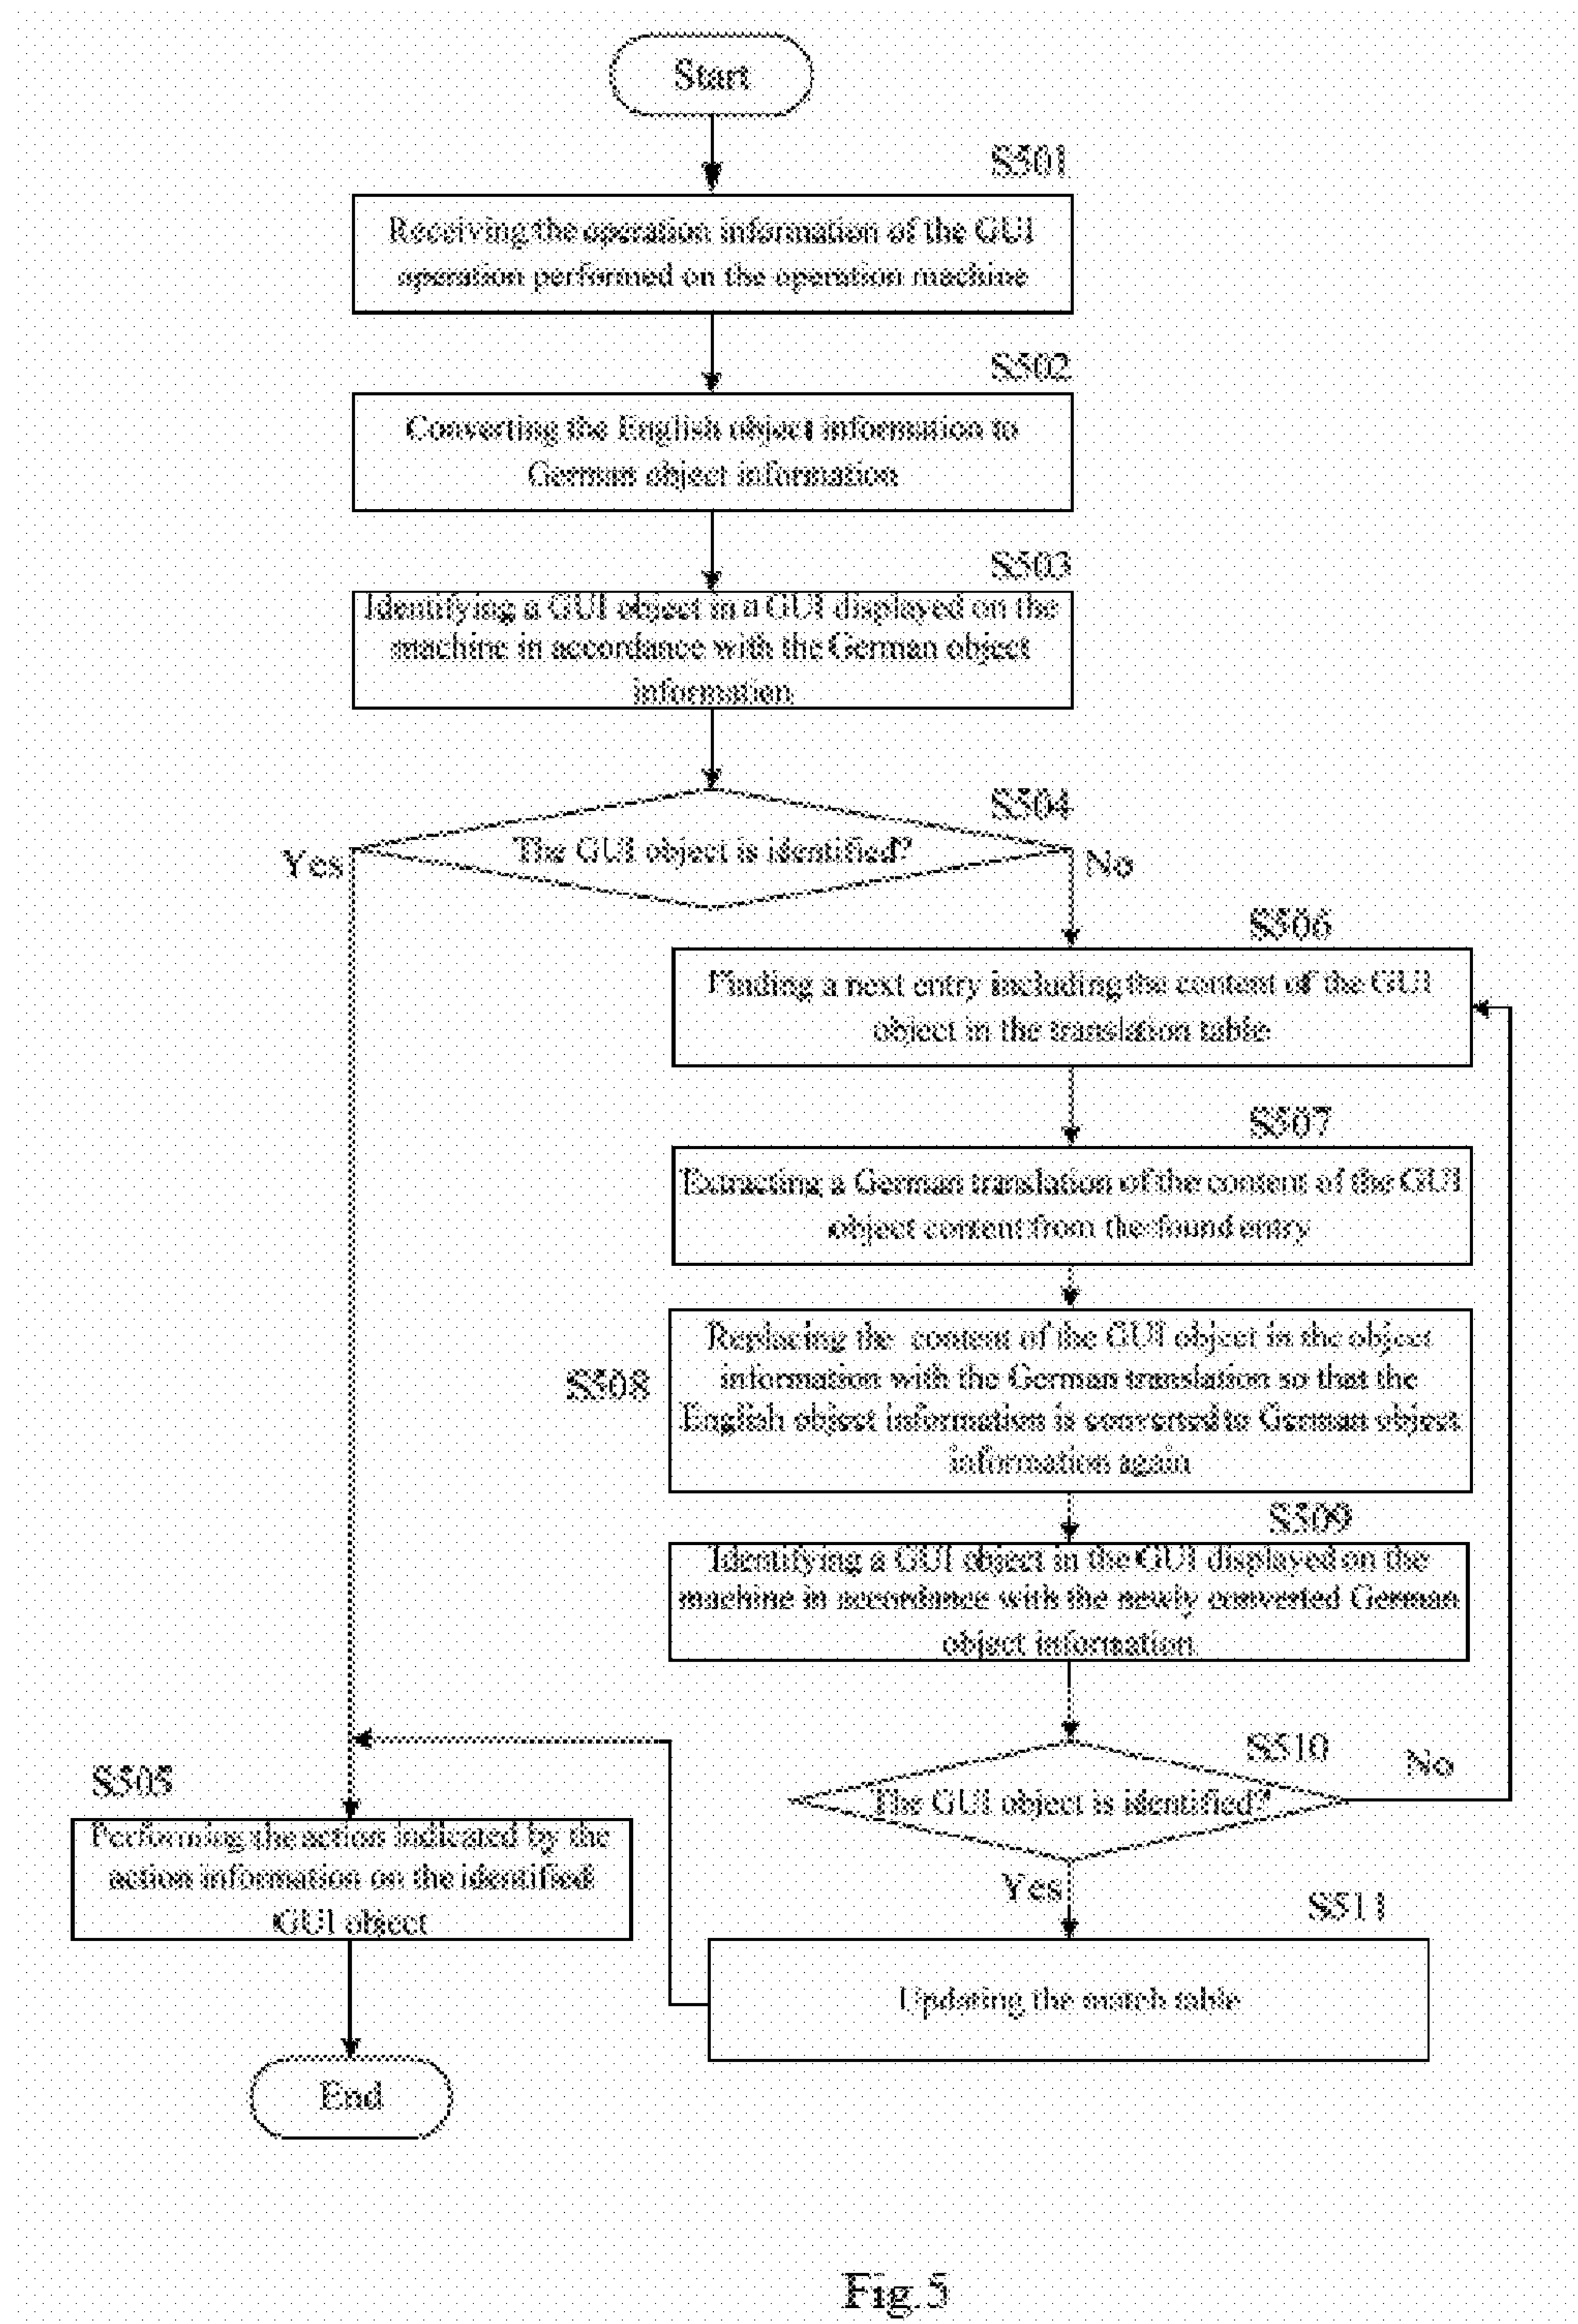 Start
S501
Receiving the operation information of the GUI
operation performed on the operation machine
S502
Converting the English object information to
German object information
S503
Identifying a GUI object in a GUI displayed on the
machine in accordance with the German object
information
S504
The GUI object is identified?
Yes
No
S506
Finding a next entry including the content of the GUI
object in the translation table
S507
Extracting a German translation of the content of the GUI
object content from the found entry
S508
Replacing the content of the GUI object in the object
information with the German translation so that the
English object information is converted to German object
information again
S509
Identifying a GUI object in the GUI displayed on the
machine in accordance with the newly converted German
object information
S510
The GUI object is identified?
No
Yes
S505
Performing the action indicated by the
action information on the identified
GUI object
S511
Updating the match table
End
Fig.5